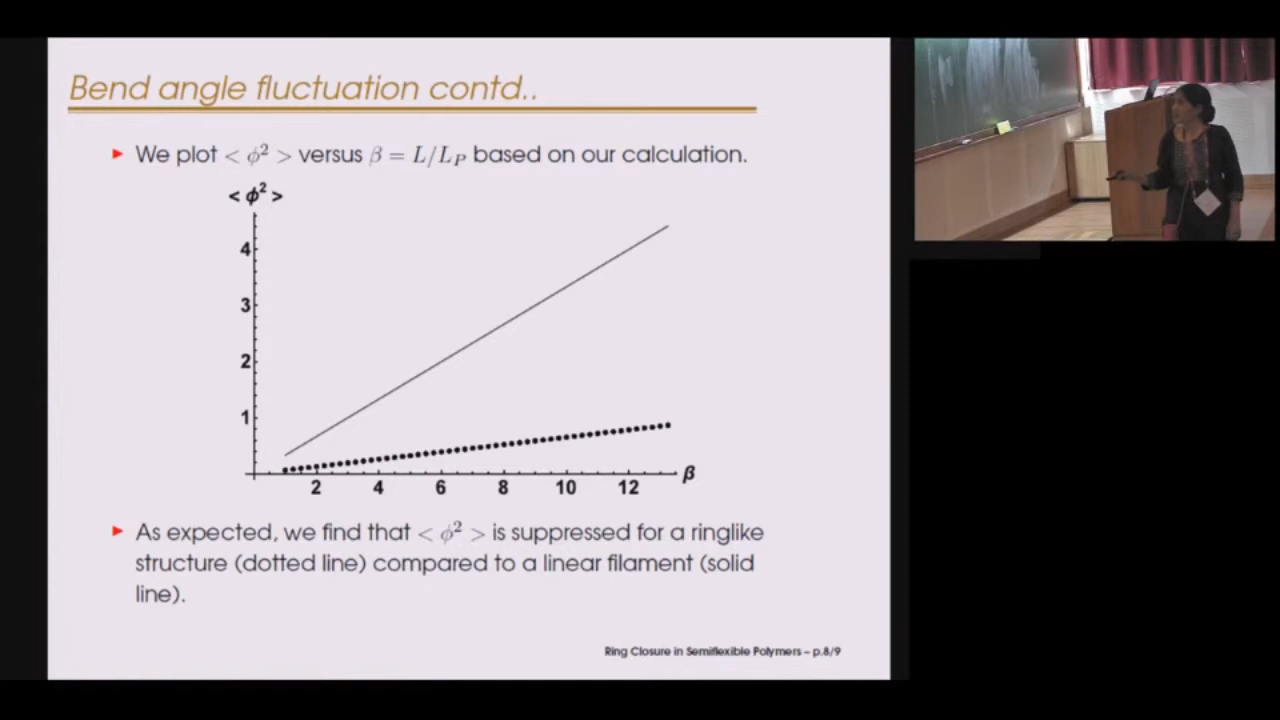 Bend angle fluctuation contd..
► We plot < ϕ² > versus β = L/L_P based on our calculation.
< ϕ² >
4
3
2
1
2 4 6 8 10 12
β
► As expected, we find that < ϕ² > is suppressed for a ringlike
structure (dotted line) compared to a linear filament (solid
line).
Ring Closure in Semiflexible Polymers – p.8/9